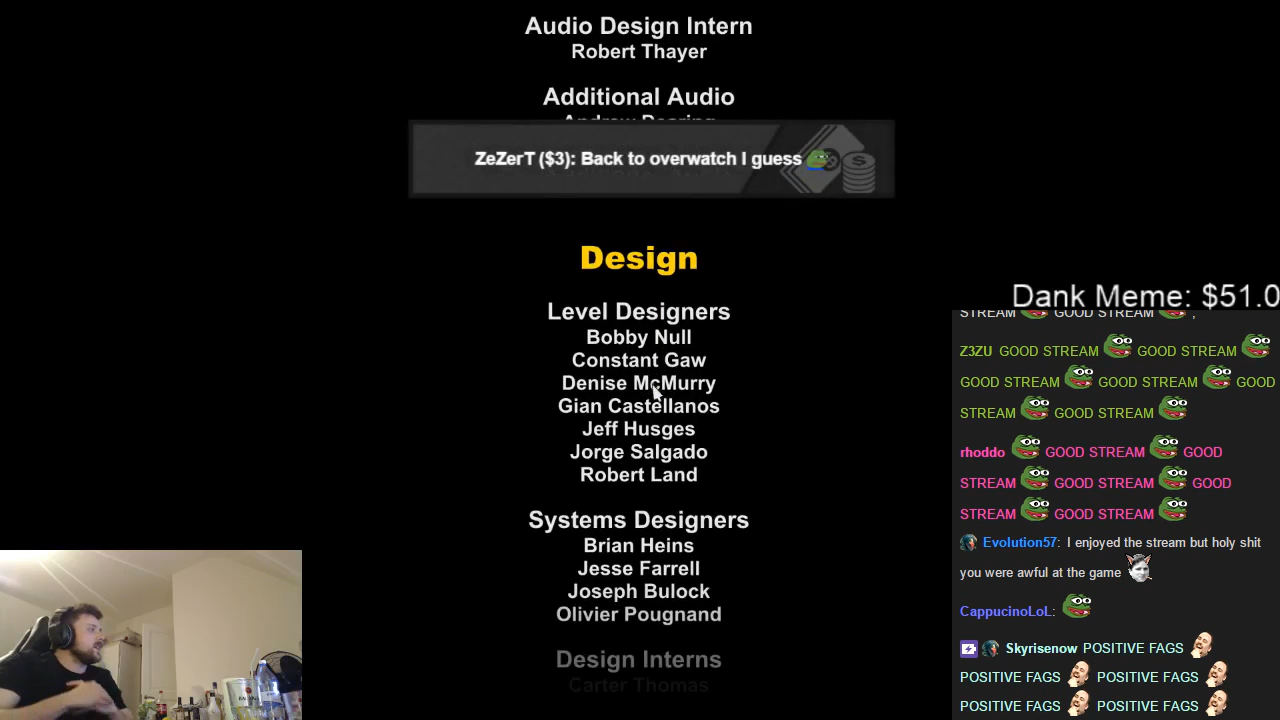 Audio Design Intern
Robert Thayer
Additional Audio
ZeZerT ($3): Back to overwatch I guess
Design
Level Designers
Bobby Null
Constant Gaw
Denise McMurry
Gian Castellanos
Jeff Husges
Jorge Salgado
Robert Land
Systems Designers
Brian Heins
Jesse Farrell
Joseph Bulock
Olivier Pougnand
Design Interns
Carter Thomas
Dank Meme: $51.0
STREAM GOOD STREAM ,
Z3ZU GOOD STREAM GOOD STREAM
GOOD STREAM GOOD STREAM GOOD
STREAM GOOD STREAM
rhoddo GOOD STREAM GOOD
STREAM GOOD STREAM GOOD
STREAM GOOD STREAM
Evolution57: I enjoyed the stream but holy shit
you were awful at the game
CappucinoLoL:
Skyrisenow POSITIVE FAGS
POSITIVE FAGS POSITIVE FAGS
POSITIVE FAGS POSITIVE FAGS